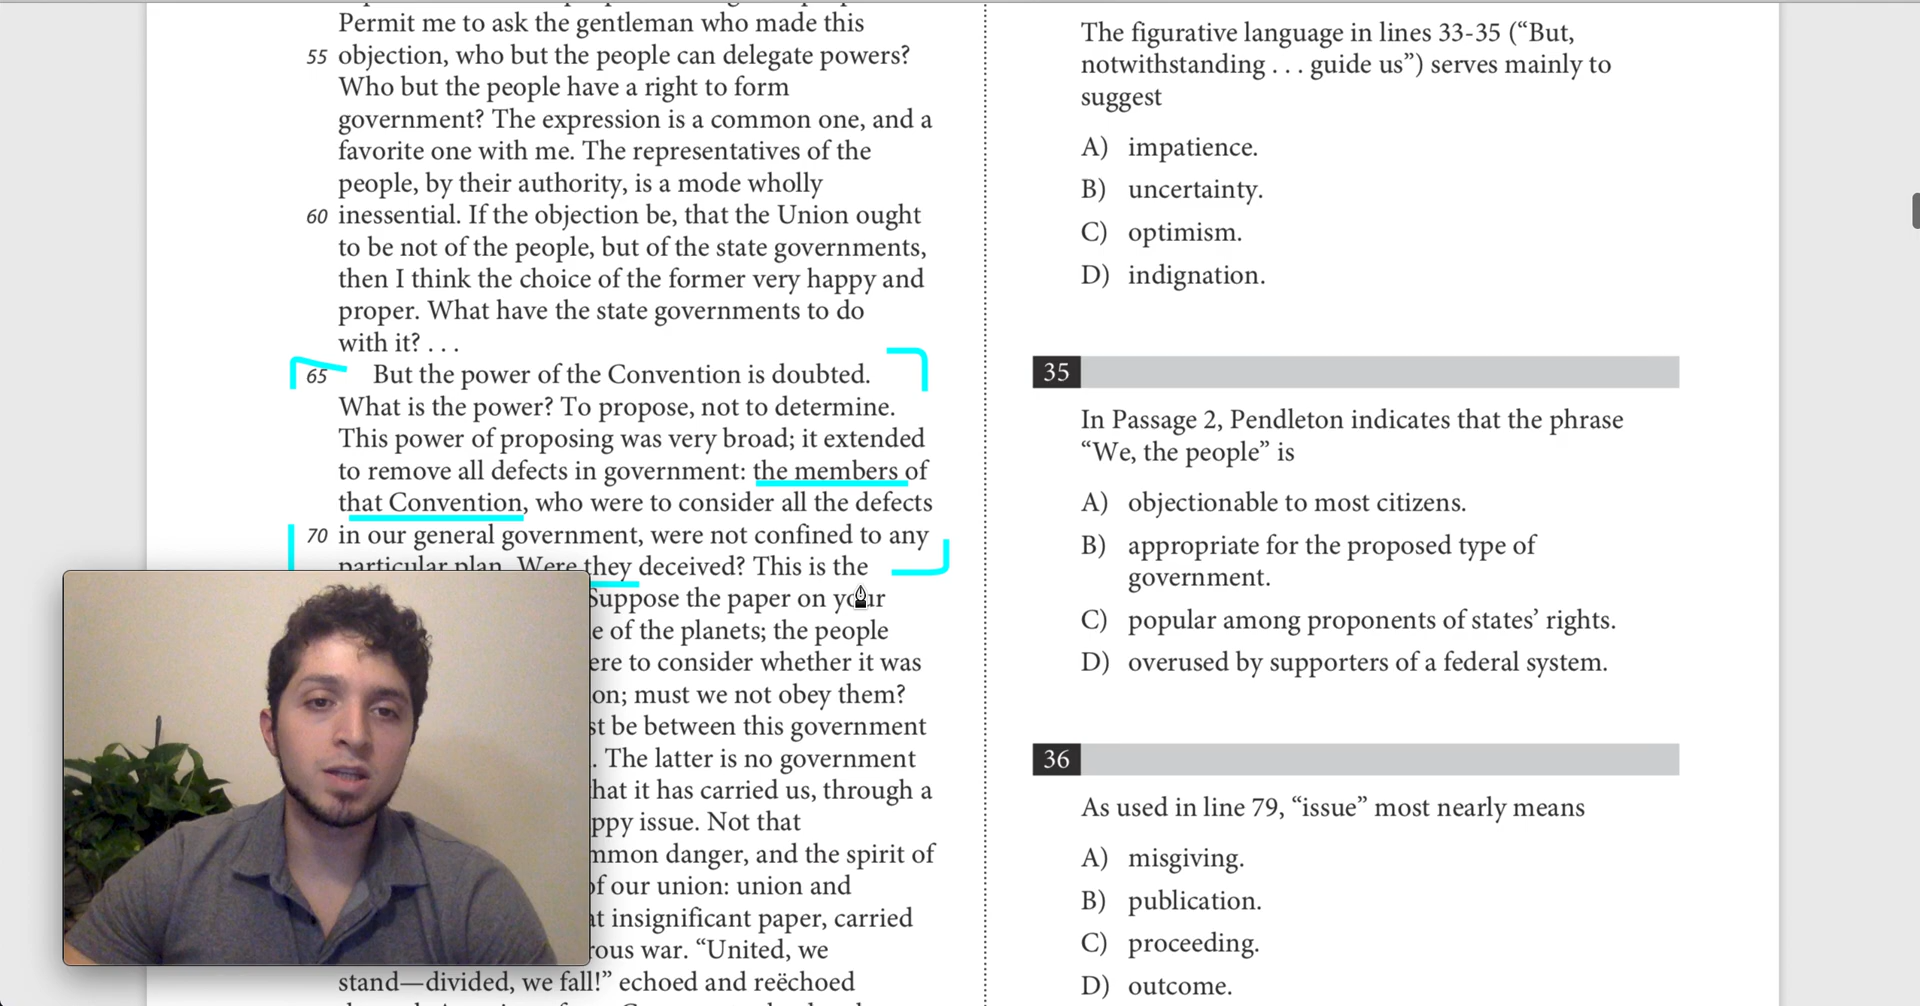 Permit me to ask the gentleman who made this
55 objection, who but the people can delegate powers?
Who but the people have a right to form
government? The expression is a common one, and a
favorite one with me. The representatives of the
people, by their authority, is a mode wholly
60 inessential. If the objection be, that the Union ought
to be not of the people, but of the state governments,
then I think the choice of the former very happy and
proper. What have the state governments to do
with it? . . .
65 But the power of the Convention is doubted.
What is the power? To propose, not to determine.
This power of proposing was very broad; it extended
to remove all defects in government: the members of
that Convention, who were to consider all the defects
70 in our general government, were not confined to any
particular plan. Were they deceived? This is the
Suppose the paper on your
e of the planets; the people
ere to consider whether it was
on; must we not obey them?
st be between this government
. The latter is no government
hat it has carried us, through a
ppy issue. Not that
mmon danger, and the spirit of
of our union: union and
at insignificant paper, carried
rous war. “United, we
stand—divided, we fall!” echoed and reëchoed
The figurative language in lines 33-35 (“But,
notwithstanding . . . guide us”) serves mainly to
suggest
A) impatience.
B) uncertainty.
C) optimism.
D) indignation.
35
In Passage 2, Pendleton indicates that the phrase
“We, the people” is
A) objectionable to most citizens.
B) appropriate for the proposed type of
government.
C) popular among proponents of states’ rights.
D) overused by supporters of a federal system.
36
As used in line 79, “issue” most nearly means
A) misgiving.
B) publication.
C) proceeding.
D) outcome.